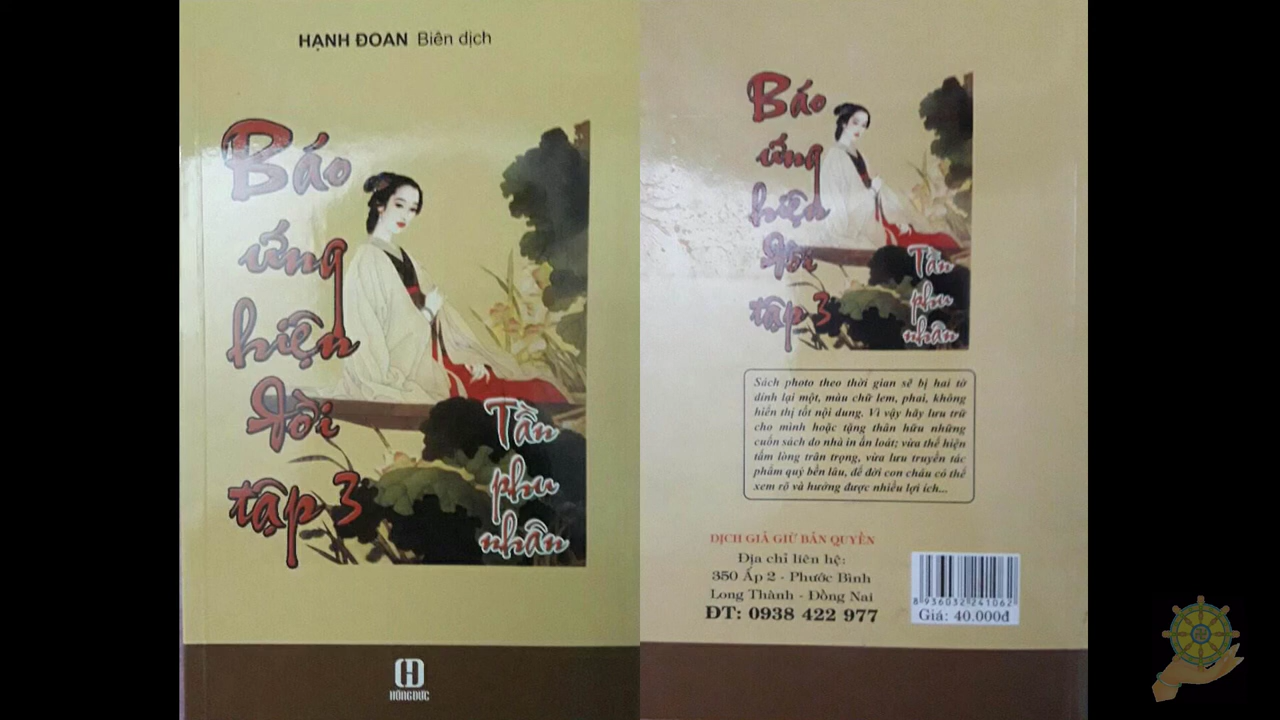 HẠNH ĐOAN Biên dịch
Báo
ứng
hiện
đời
tập 3
Tần
phu
nhân
HỒNG ĐỨC
Báo
ứng
hiện
đời
tập 3
Tần
phu
nhân
Sách photo theo thời gian sẽ bị hai tờ
dính lại một, màu chữ lem, phai, không
hiển thị tốt nội dung. Vì vậy hãy lưu trữ
cho mình hoặc tặng thân hữu những
cuốn sách do nhà in ấn loát; vừa thể hiện
tấm lòng trân trọng, vừa lưu truyền tác
phẩm quý bền lâu, để đời con cháu có thể
xem rõ và hưởng được nhiều lợi ích...
DỊCH GIẢ GIỮ BẢN QUYỀN
Địa chỉ liên hệ:
350 Ấp 2 - Phước Bình
Long Thành - Đồng Nai
ĐT: 0938 422 977
8 936032 241062
Giá: 40.000đ